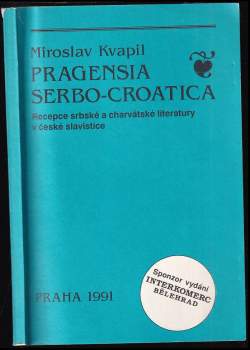 Miroslav Kvapil
PRAGENSIA
SERBO-CROATICA
Recepce srbské a charvátské literatury
v české slavistice
Sponzor vydání
INTERKOMERC
BĚLEHRAD
PRAHA 1991